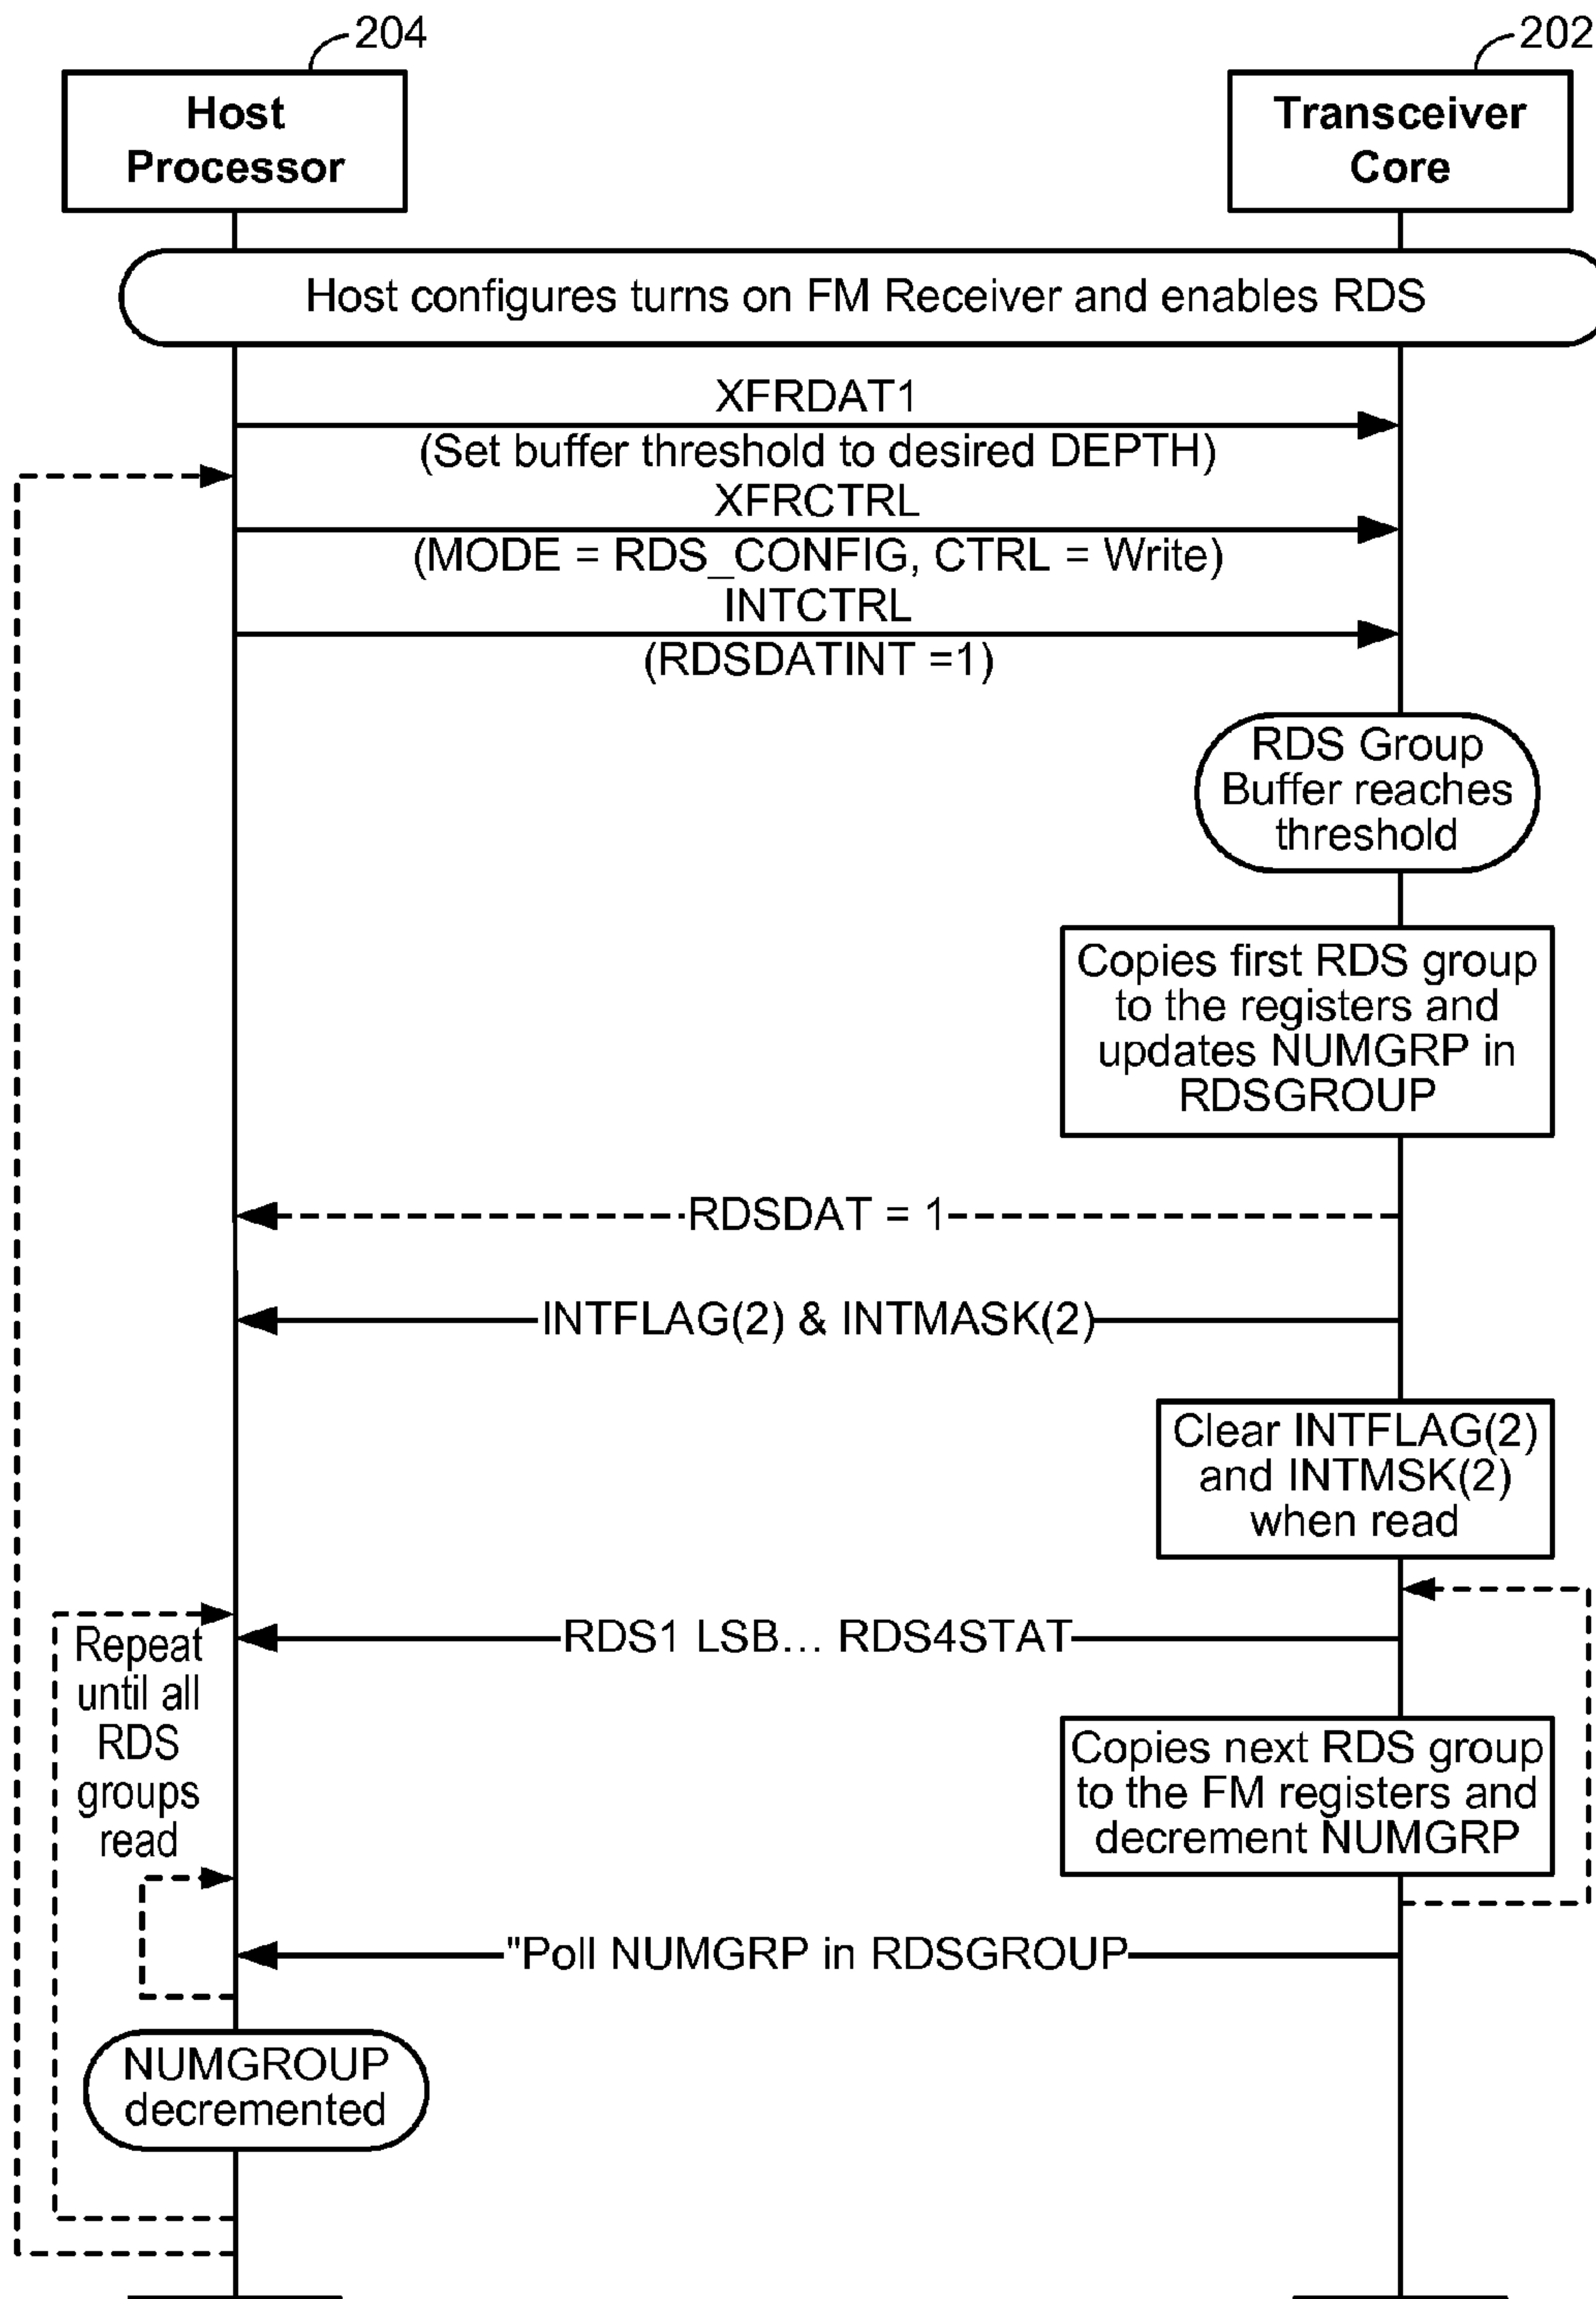 204
202
Host
Processor
Transceiver
Core
Host configures turns on FM Receiver and enables RDS
XFRDAT1
(Set buffer threshold to desired DEPTH)
XFRCTRL
(MODE = RDS_CONFIG, CTRL = Write)
INTCTRL
(RDSDATINT =1)
RDS Group
Buffer reaches
threshold
Copies first RDS group
to the registers and
updates NUMGRP in
RDSGROUP
RDSDAT = 1
INTFLAG(2) & INTMASK(2)
Clear INTFLAG(2)
and INTMSK(2)
when read
RDS1 LSB... RDS4STAT
Repeat
until all
RDS
groups
read
Copies next RDS group
to the FM registers and
decrement NUMGRP
"Poll NUMGRP in RDSGROUP
NUMGROUP
decremented